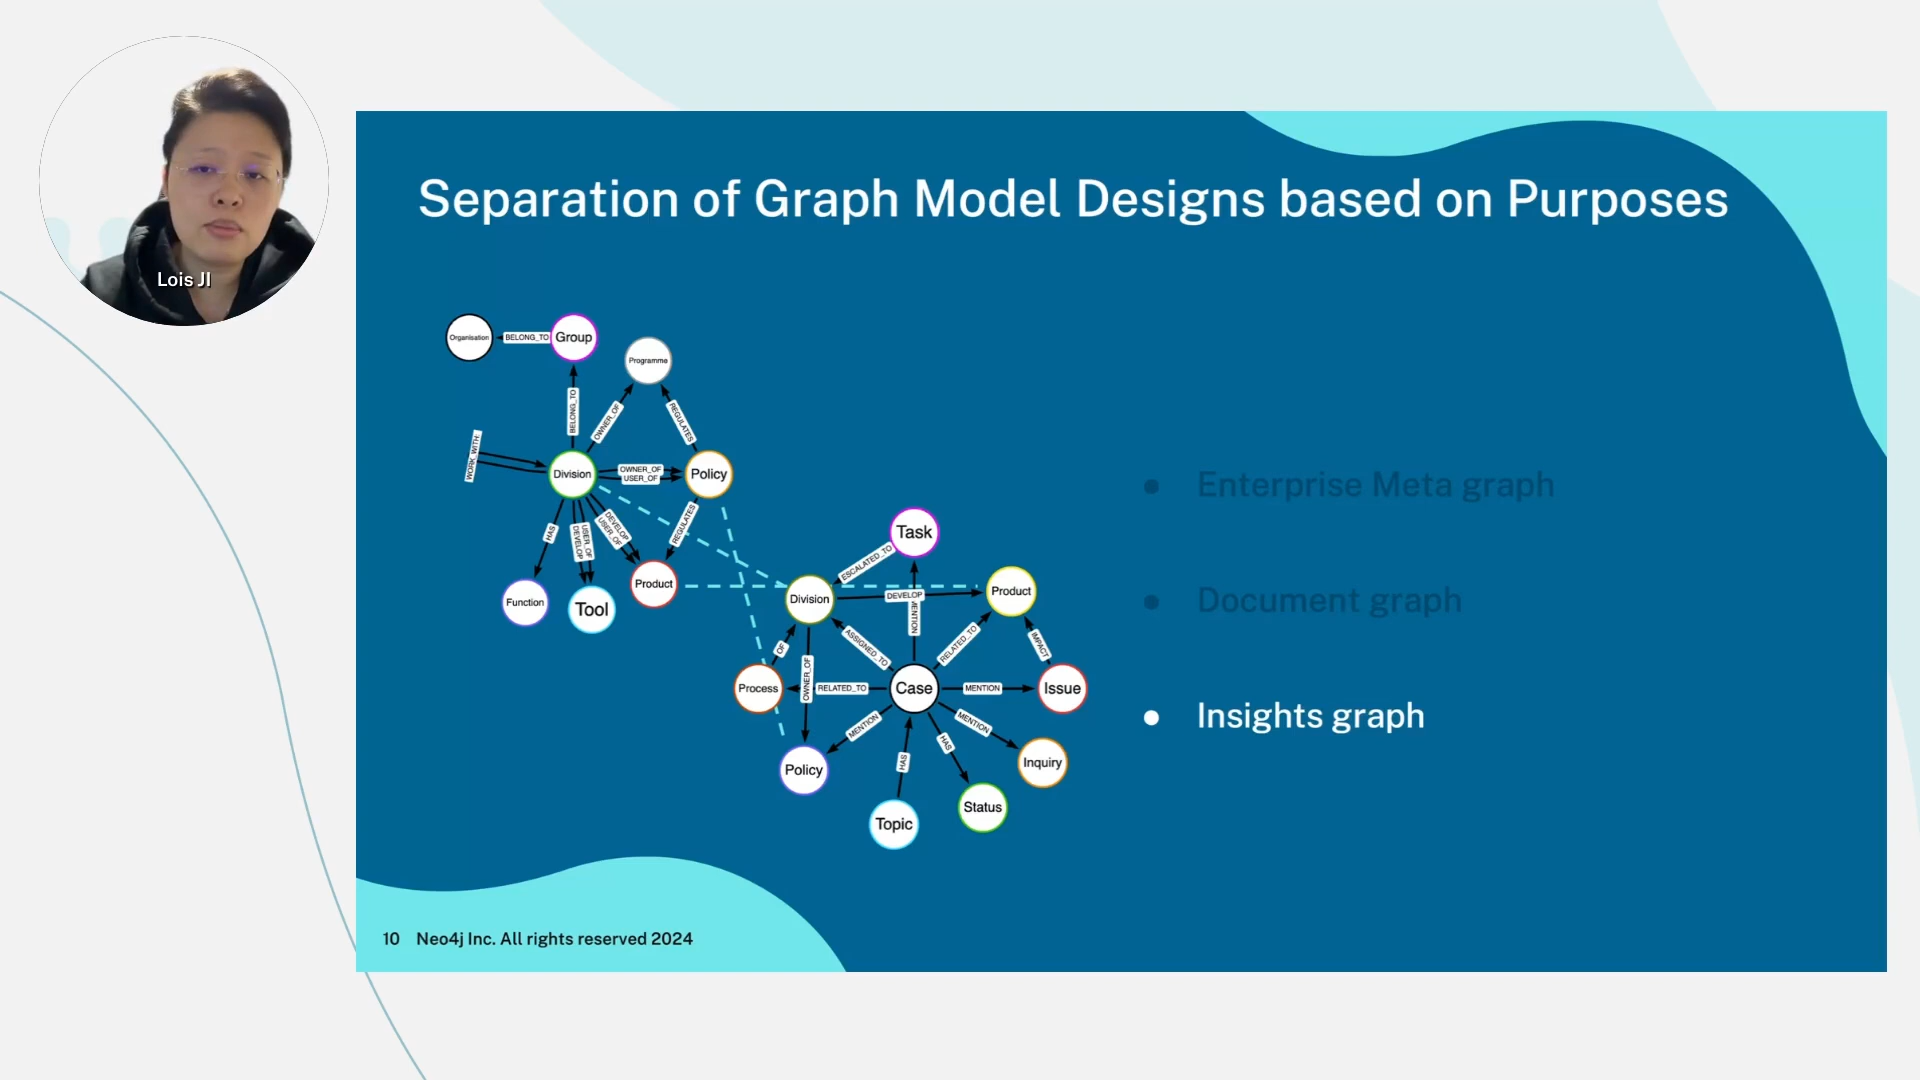 Lois JI
Separation of Graph Model Designs based on Purposes
Organisation
BELONG_TO
Group
Programme
BELONG_TO
OWNER_OF
REGULATES
WORK_WITH
Division
OWNER_OF
USER_OF
Policy
HAS
USER_OF
DEVELOP
DEVELOP
USER_OF
REGULATES
Function
Tool
Product
Task
ESCALATED_TO
Division
DEVELOP
Product
MENTION
OF
ASSIGNED_TO
RELATED_TO
IMPACT
Process
OWNER_OF
RELATED_TO
Case
MENTION
Issue
MENTION
MENTION
HAS
HAS
Policy
Inquiry
Topic
Status
• Enterprise Meta graph
• Document graph
• Insights graph
10 Neo4j Inc. All rights reserved 2024